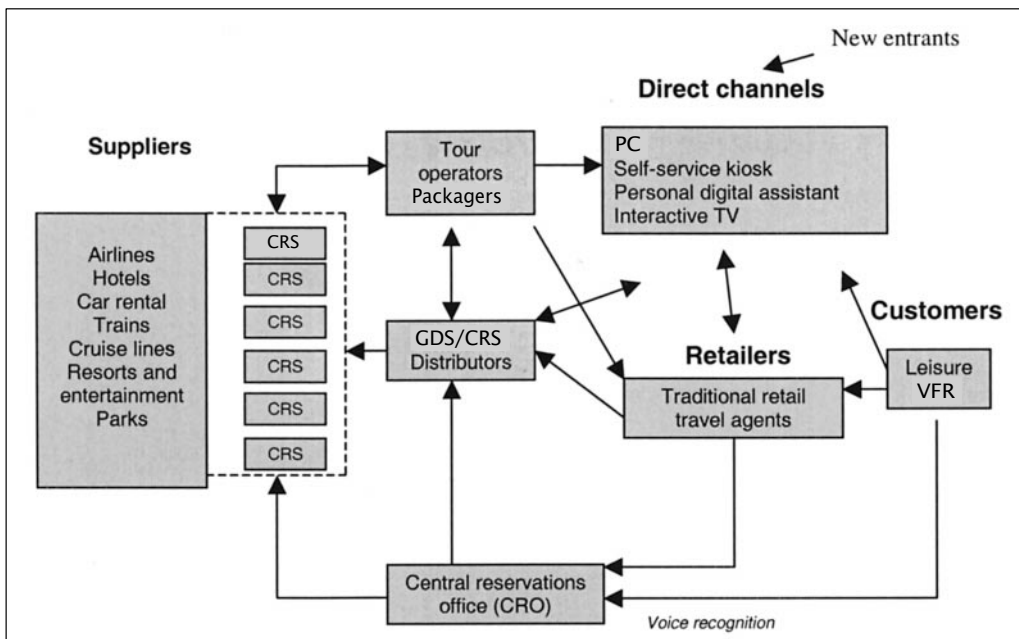 New entrants
Direct channels
Suppliers
Tour
operators
Packagers
PC
Self-service kiosk
Personal digital assistant
Interactive TV
Airlines
Hotels
Car rental
Trains
Cruise lines
Resorts and
entertainment
Parks
CRS
CRS
CRS
CRS
CRS
CRS
GDS/CRS
Distributors
Retailers
Traditional retail
travel agents
Customers
Leisure
VFR
Central reservations
office (CRO)
Voice recognition